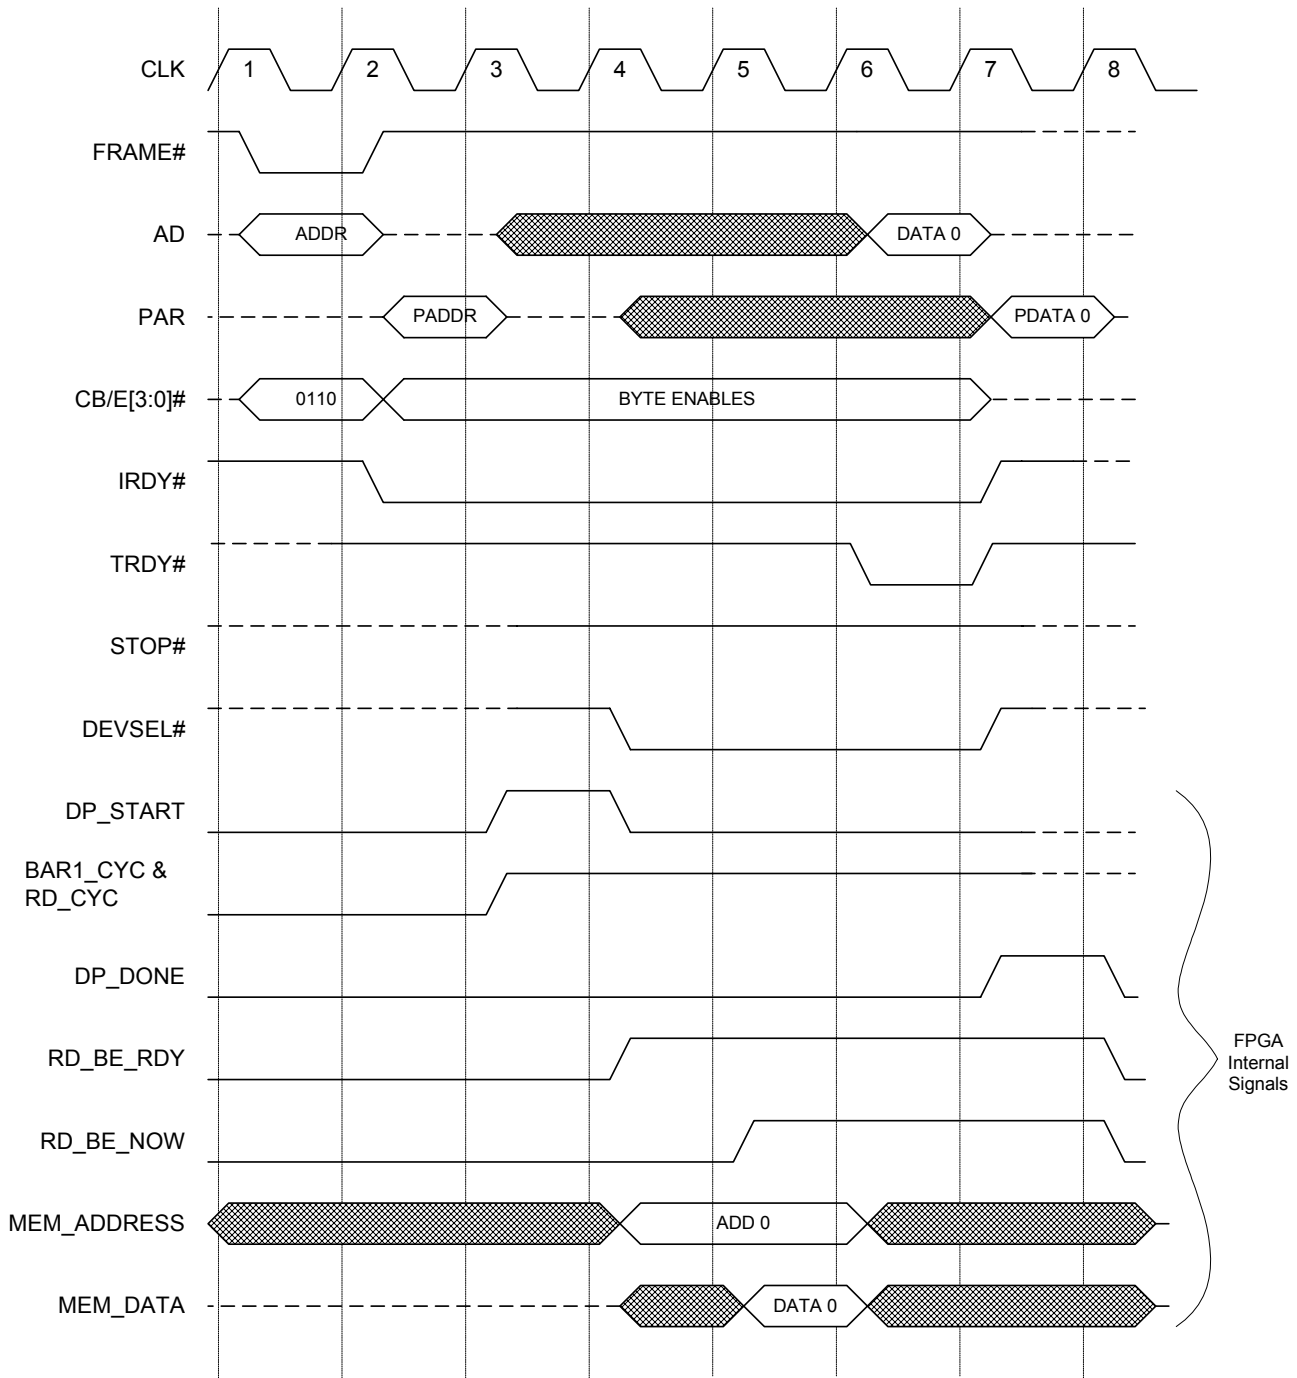 CLK
1
2
3
4
5
6
7
8
FRAME#
AD
ADDR
DATA 0
PAR
PADDR
PDATA 0
CB/E[3:0]#
0110
BYTE ENABLES
IRDY#
TRDY#
STOP#
DEVSEL#
DP_START
BAR1_CYC &
RD_CYC
DP_DONE
RD_BE_RDY
FPGA
Internal
Signals
RD_BE_NOW
MEM_ADDRESS
ADD 0
MEM_DATA
DATA 0